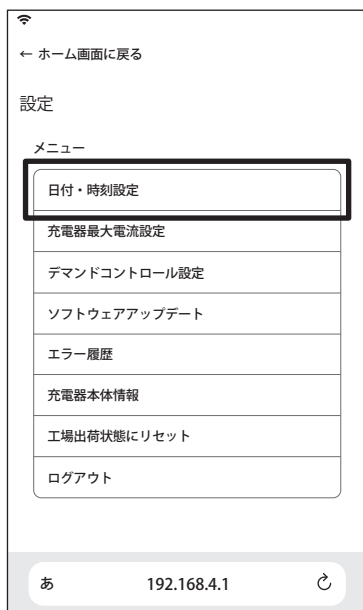 ← ホーム画面に戻る
設定
メニュー
日付・時刻設定
充電器最大電流設定
デマンドコントロール設定
ソフトウェアアップデート
エラー履歴
充電器本体情報
工場出荷状態にリセット
ログアウト
あ 192.168.4.1